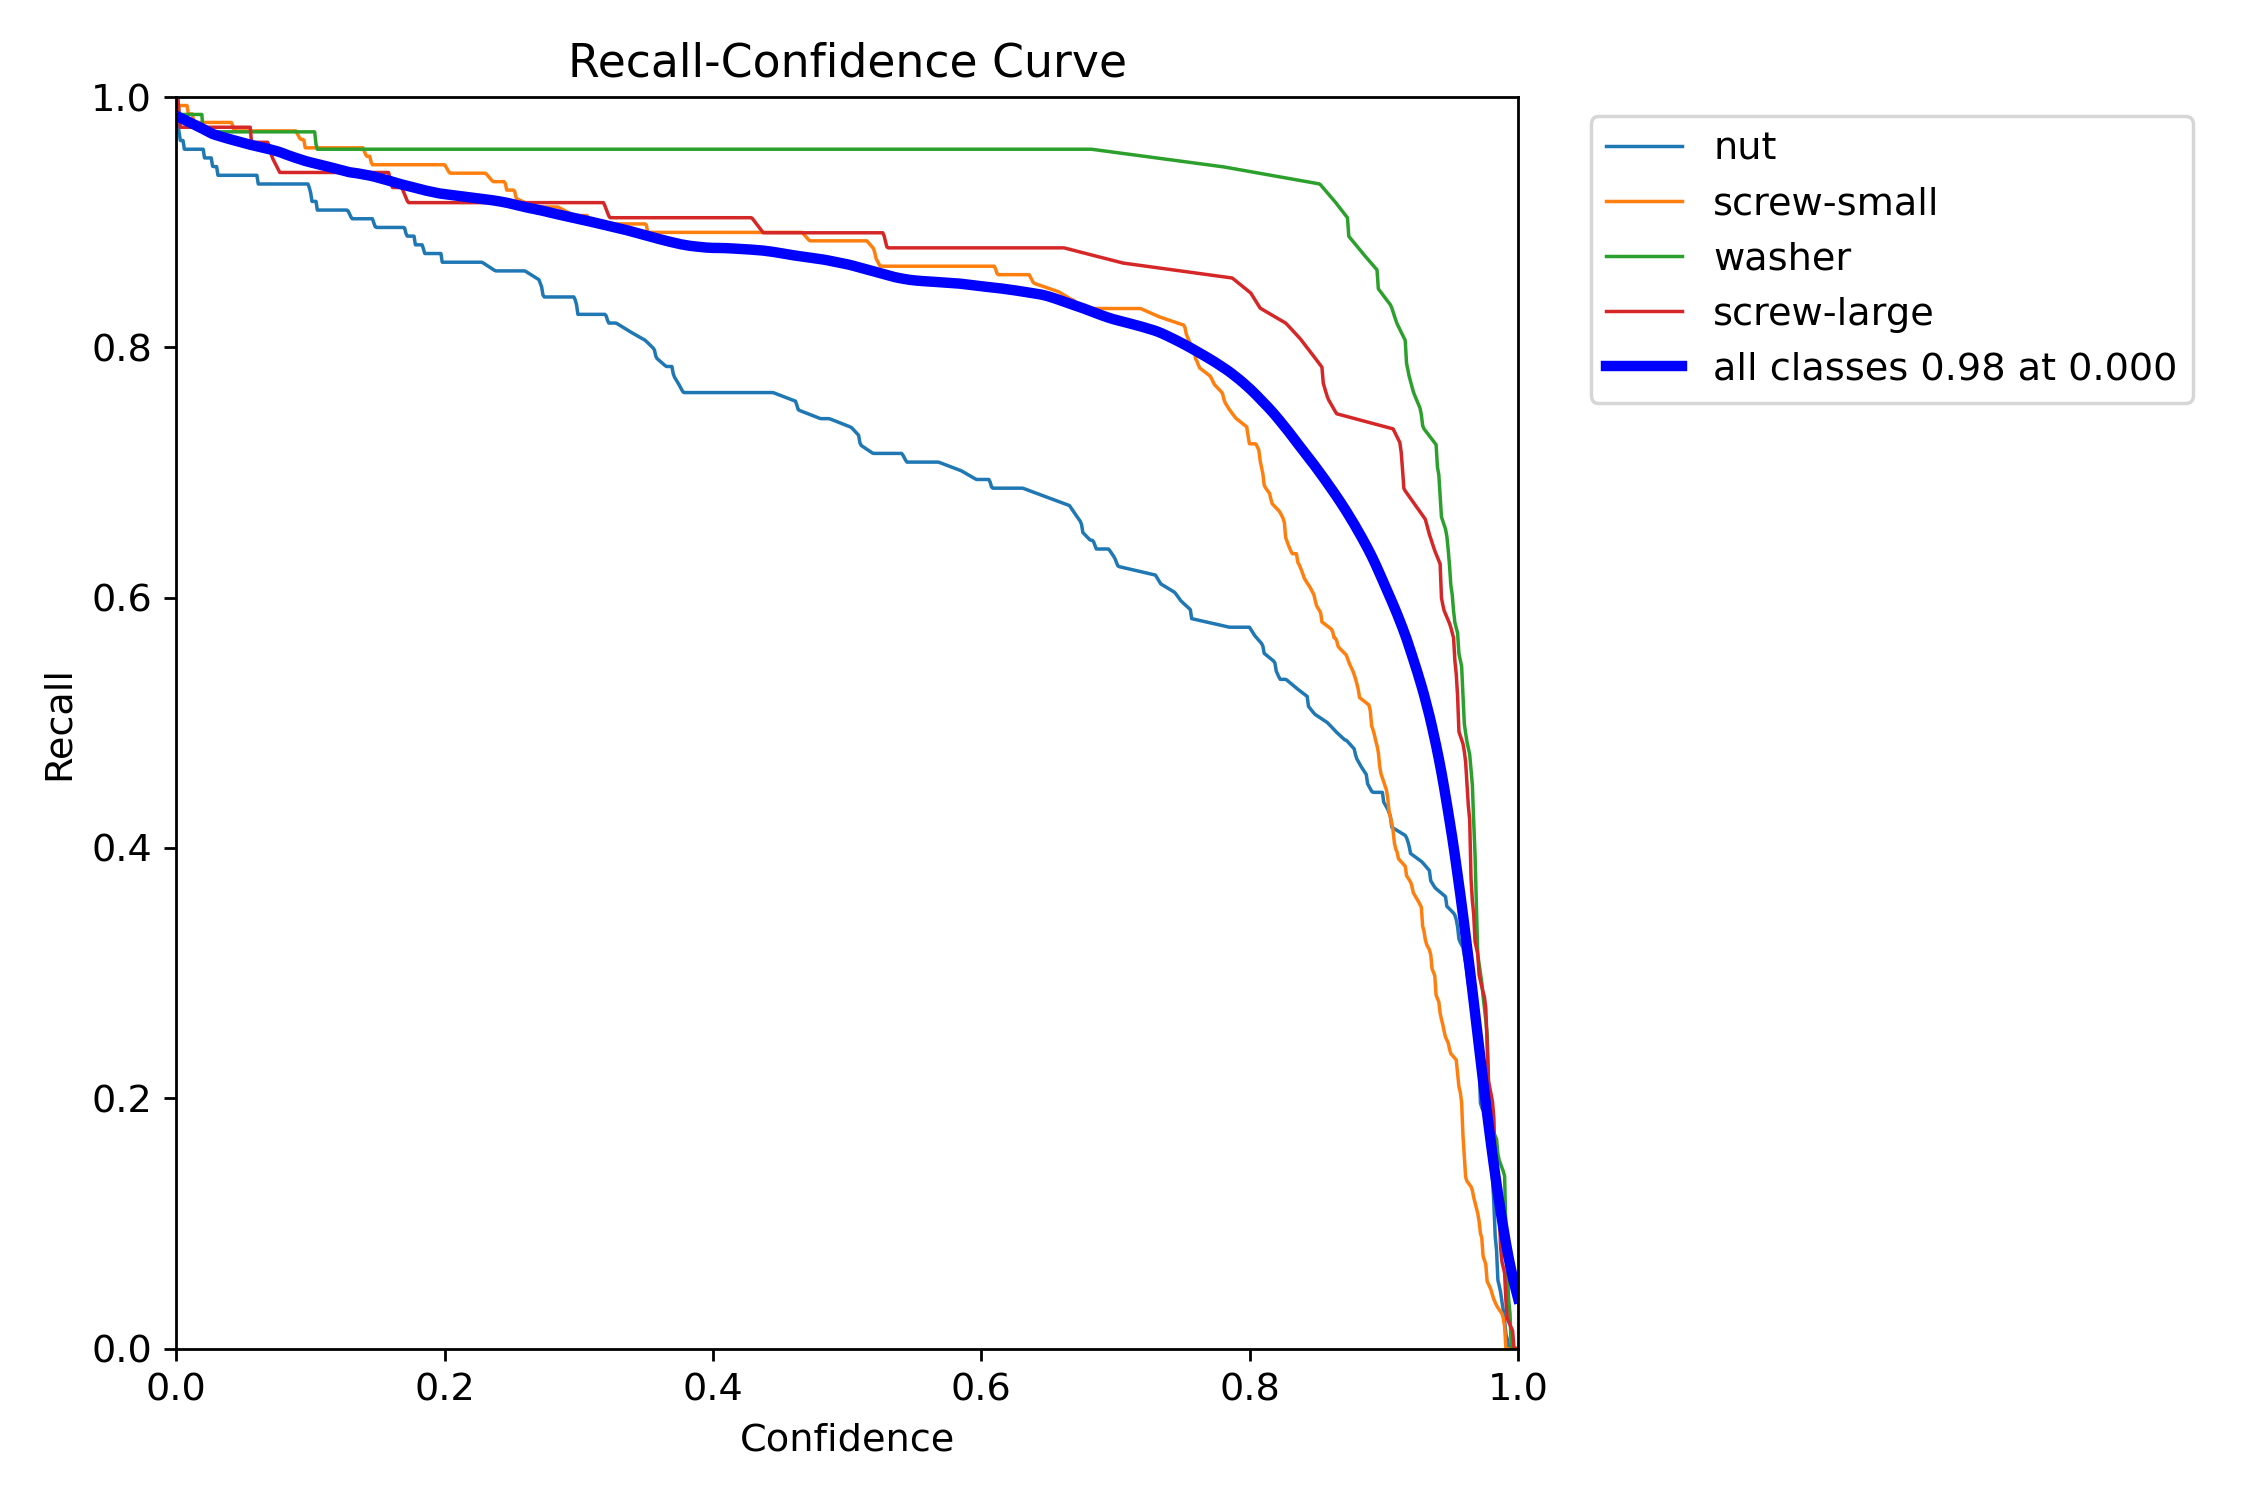 Recall-Confidence Curve
1.0
0.8
0.6
0.4
0.2
0.0
Recall
0.0 0.2 0.4 0.6 0.8 1.0
Confidence
nut
screw-small
washer
screw-large
all classes 0.98 at 0.000